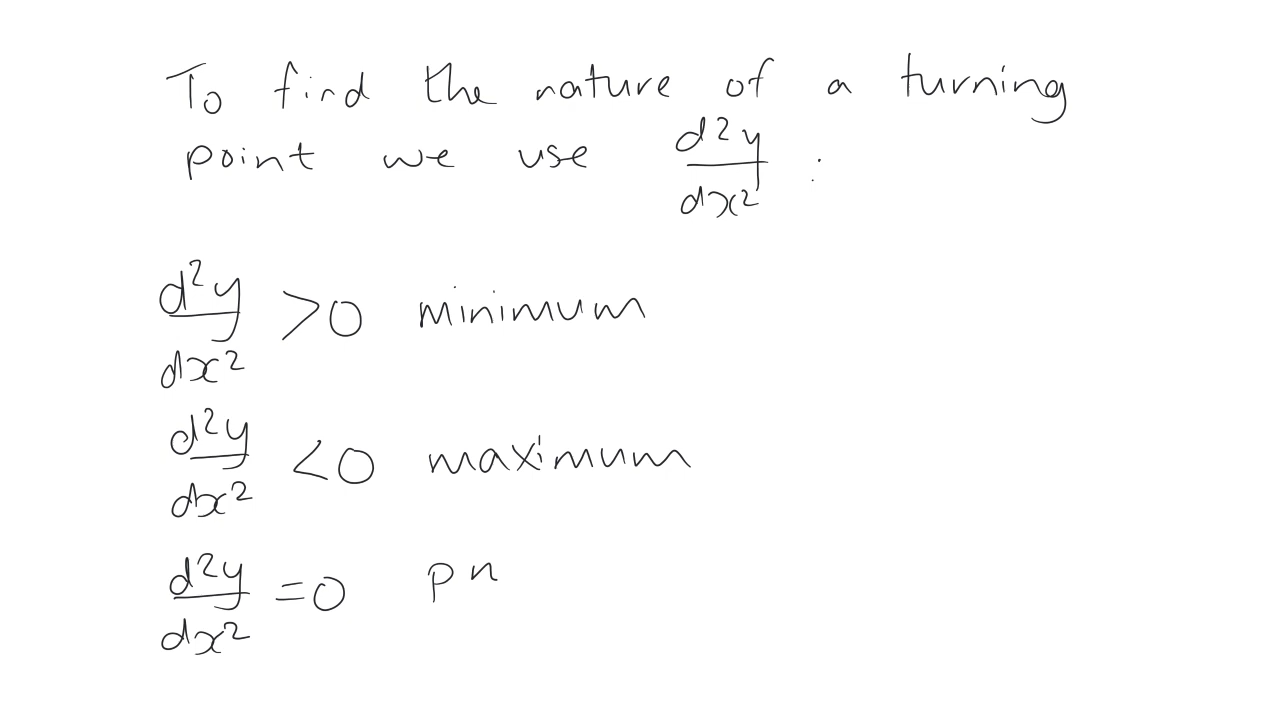 To find the nature of a turning
point we use d²y/dx² :
d²y/dx² >0 minimum
d²y/dx² <0 maximum
d²y/dx² =0 pn